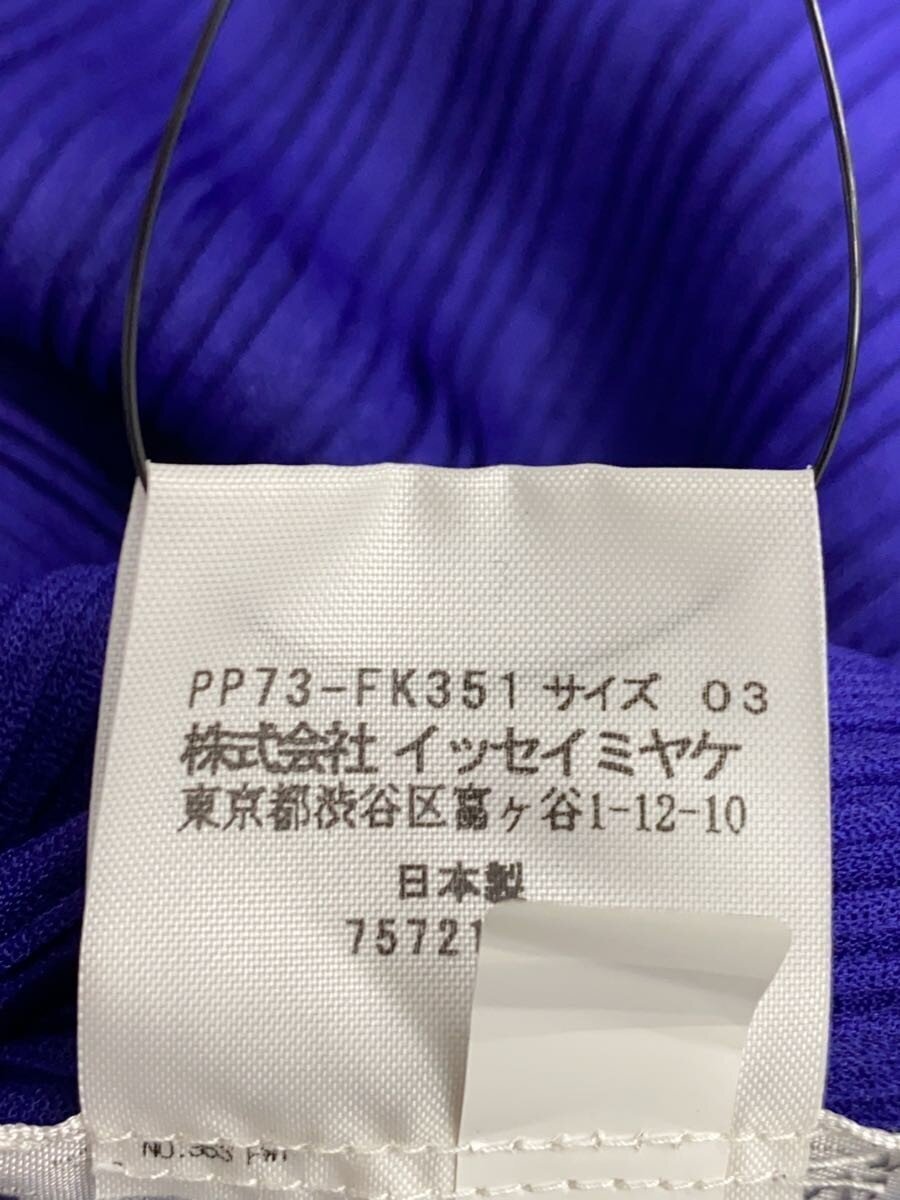 PP73-FK351 サイズ 03
株式会社 イッセイミヤケ
東京都渋谷区富ヶ谷1-12-10
日本製
75721